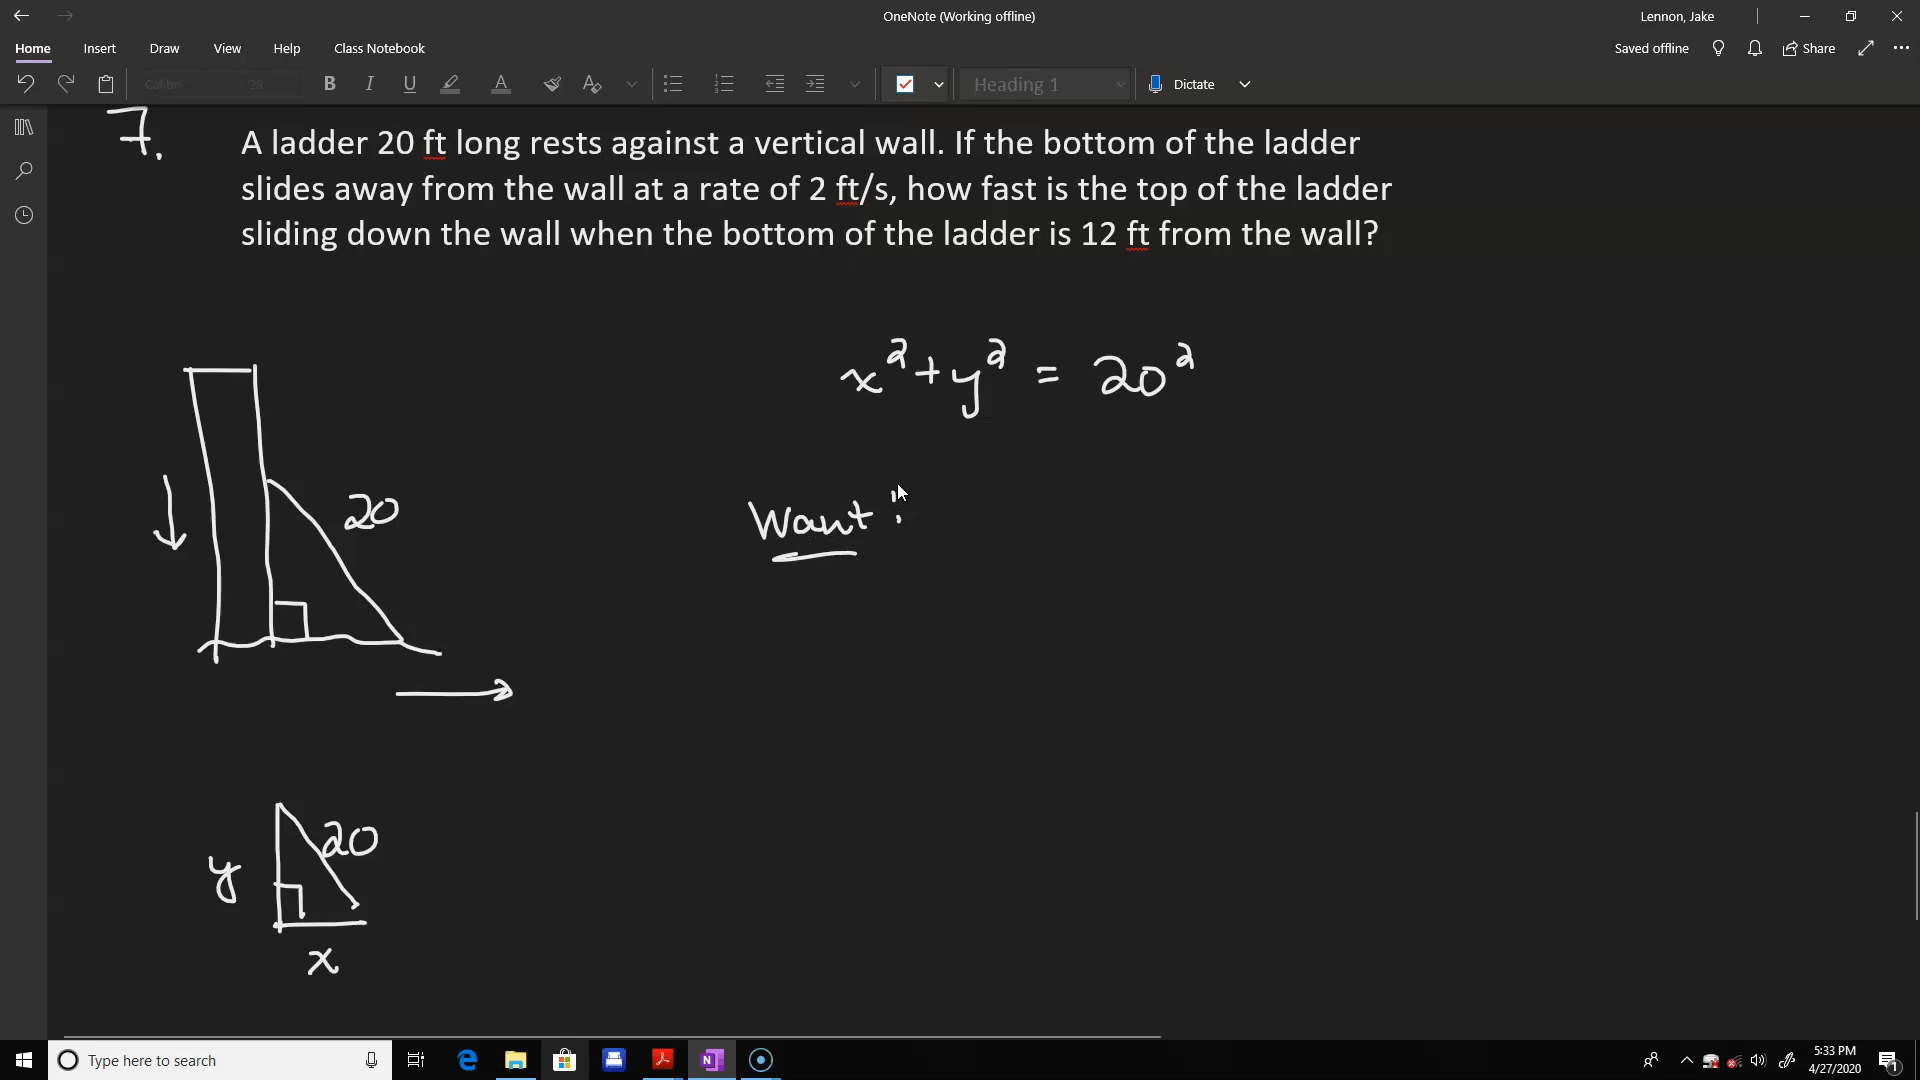 OneNote (Working offline)
Lennon, Jake
Home Insert Draw View Help Class Notebook
Saved offline Share
Calibri 28 B I U A A Heading 1 Dictate
7. A ladder 20 ft long rests against a vertical wall. If the bottom of the ladder
slides away from the wall at a rate of 2 ft/s, how fast is the top of the ladder
sliding down the wall when the bottom of the ladder is 12 ft from the wall?
x² + y² = 20²
20
Want :
20
y
x
Type here to search
N
5:33 PM
4/27/2020
1